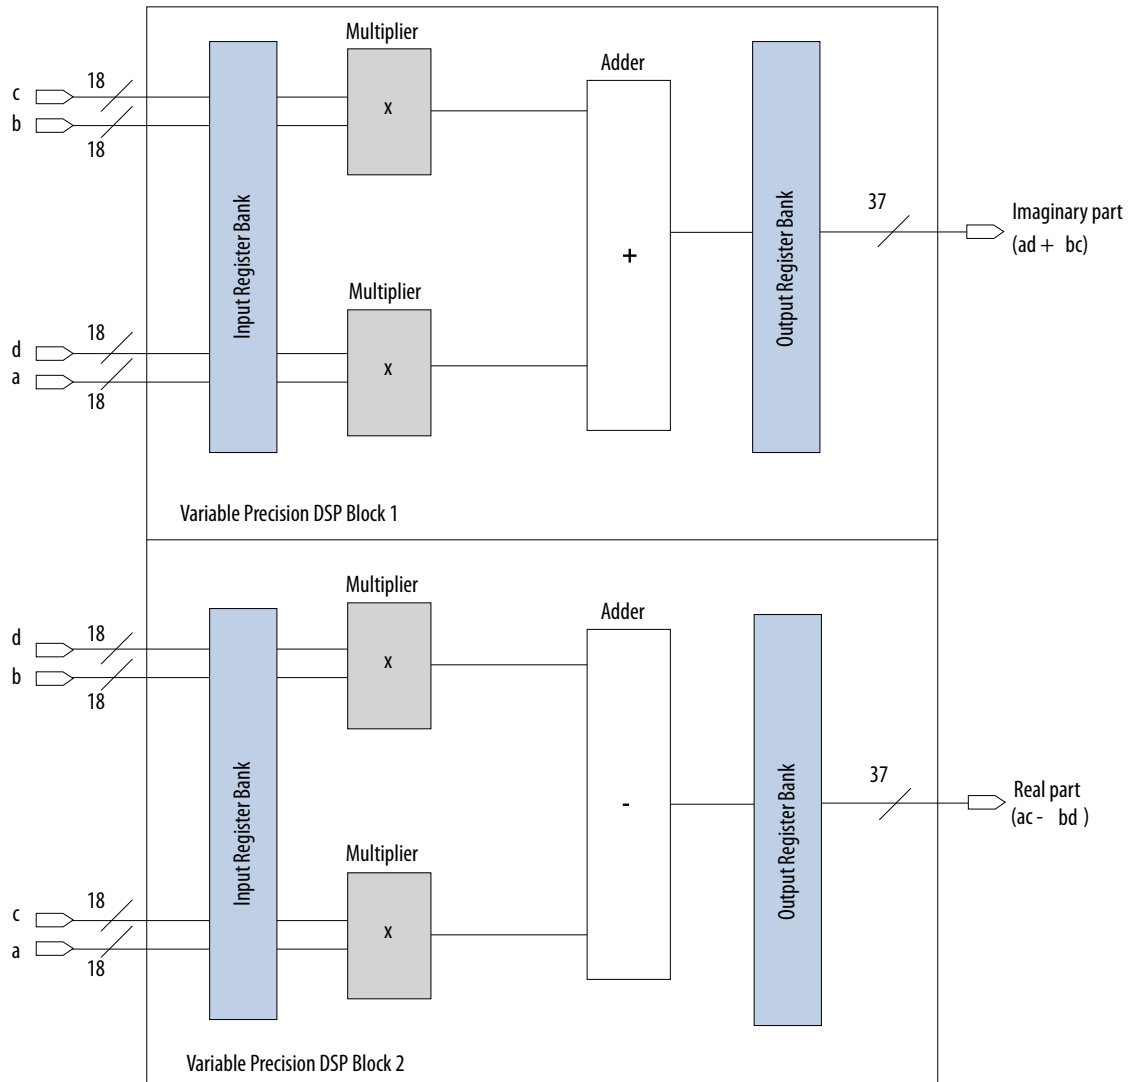 Multiplier
Adder
c
18
b
18
x
Input Register Bank
Output Register Bank
37
Imaginary part
(ad + bc)
+
Multiplier
d
18
a
18
x
Variable Precision DSP Block 1
Multiplier
Adder
d
18
b
18
x
Input Register Bank
Output Register Bank
37
Real part
(ac - bd )
-
Multiplier
c
18
a
18
x
Variable Precision DSP Block 2